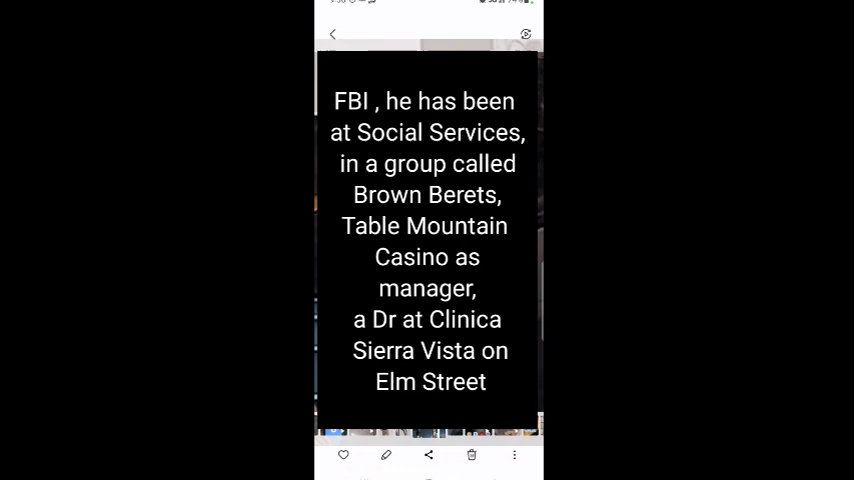 FBI , he has been
at Social Services,
in a group called
Brown Berets,
Table Mountain
Casino as
manager,
a Dr at Clinica
Sierra Vista on
Elm Street